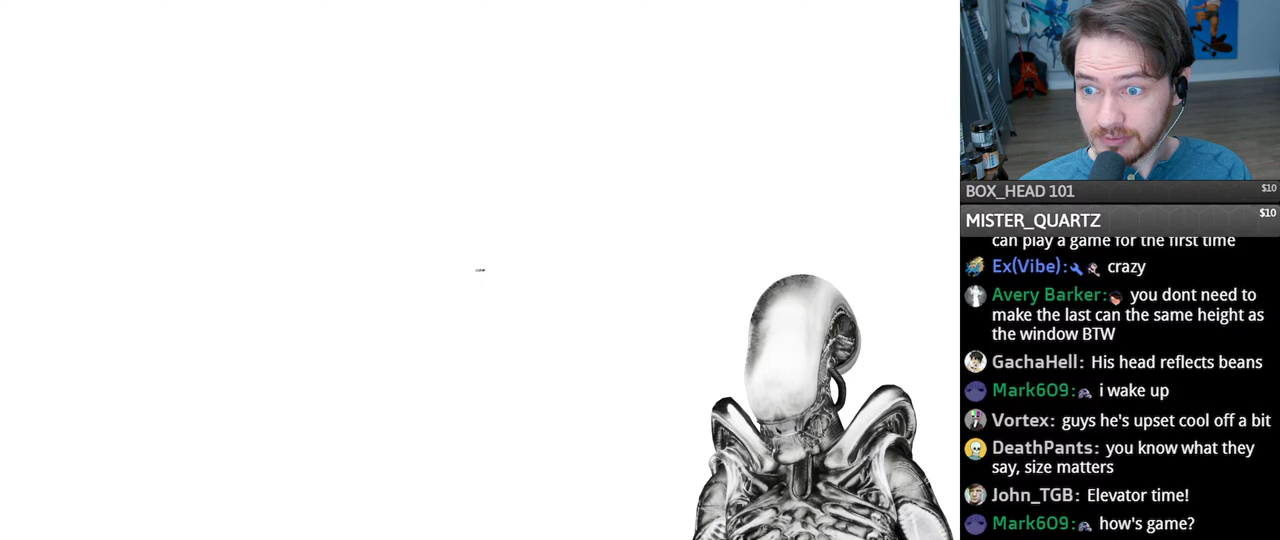 BOX_HEAD 101 $10
MISTER_QUARTZ $10
can play a game for the first time
Ex(Vibe): crazy
Avery Barker: you dont need to
make the last can the same height as
the window BTW
GachaHell: His head reflects beans
Mark609: i wake up
Vortex: guys he's upset cool off a bit
DeathPants: you know what they
say, size matters
John_TGB: Elevator time!
Mark609: how's game?